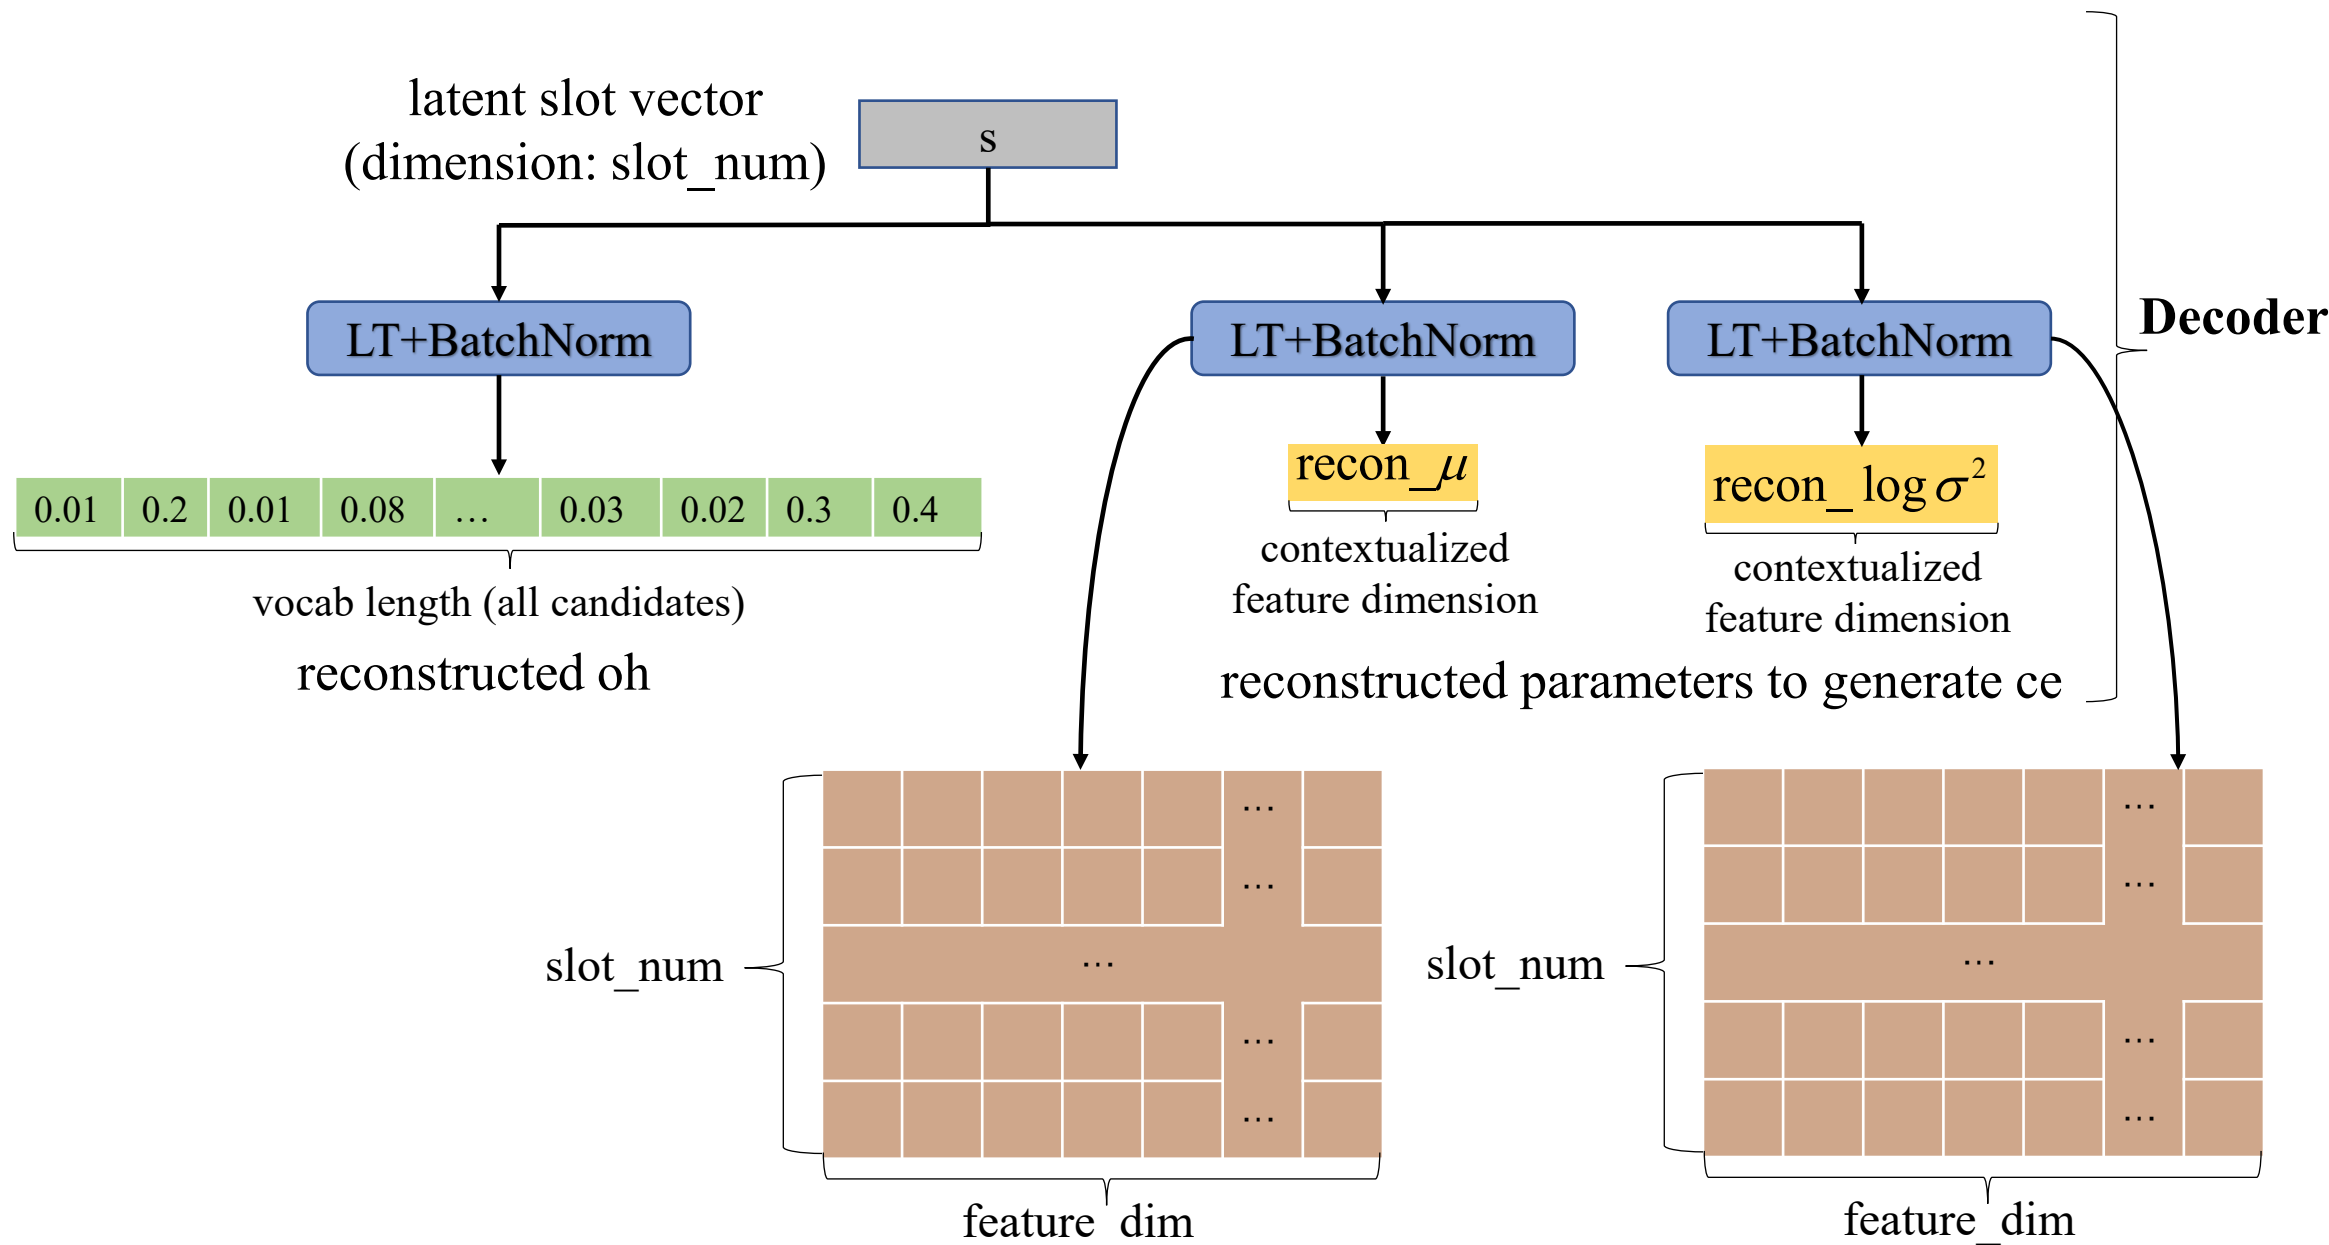 latent slot vector
(dimension: slot_num)
s
LT+BatchNorm
LT+BatchNorm
LT+BatchNorm
Decoder
0.01 0.2 0.01 0.08 … 0.03 0.02 0.3 0.4
vocab length (all candidates)
reconstructed oh
recon_μ
contextualized
feature dimension
recon_log σ²
contextualized
feature dimension
reconstructed parameters to generate ce
slot_num
…
…
…
…
…
feature_dim
slot_num
…
…
…
…
…
feature_dim